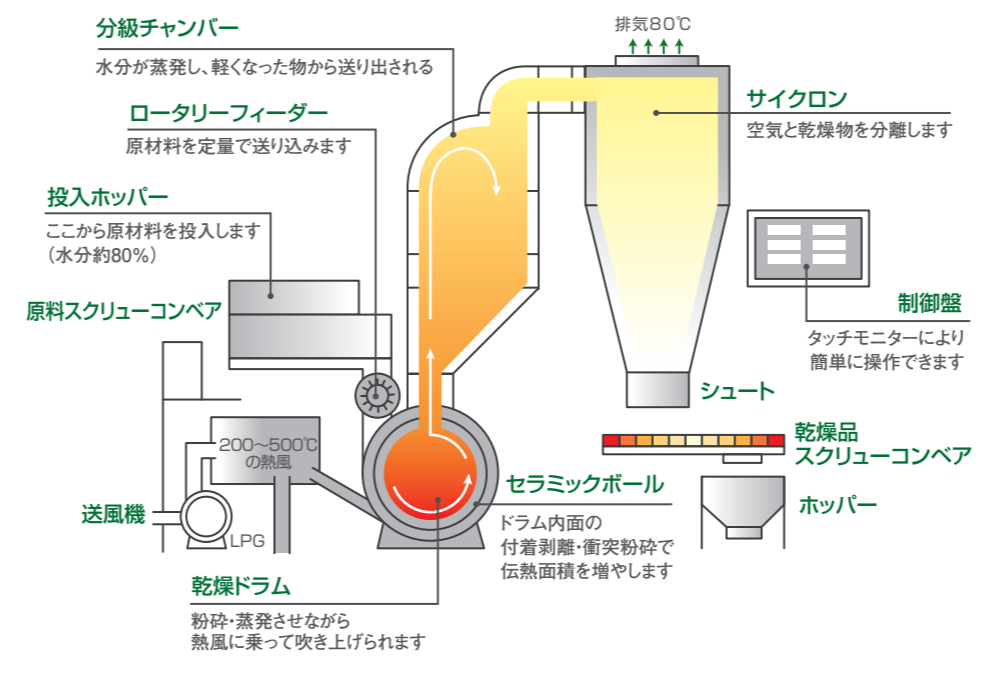 分級チャンバー
水分が蒸発し、軽くなった物から送り出される
排気80℃
ロータリーフィーダー
原材料を定量で送り込みます
サイクロン
空気と乾燥物を分離します
投入ホッパー
ここから原材料を投入します
（水分約80%）
原料スクリューコンベア
制御盤
タッチモニターにより
簡単に操作できます
シュート
200〜500℃
の熱風
乾燥品
スクリューコンベア
セラミックボール
ドラム内面の
付着剥離・衝突粉砕で
伝熱面積を増やします
ホッパー
送風機
LPG
乾燥ドラム
粉砕・蒸発させながら
熱風に乗って吹き上げられます